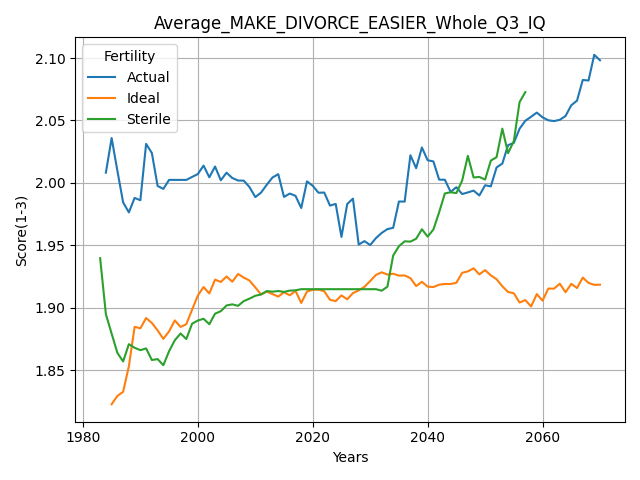 Average_MAKE_DIVORCE_EASIER_Whole_Q3_IQ
Fertility
Actual
Ideal
Sterile
Score(1-3)
2.10
2.05
2.00
1.95
1.90
1.85
1980
2000
2020
2040
2060
Years